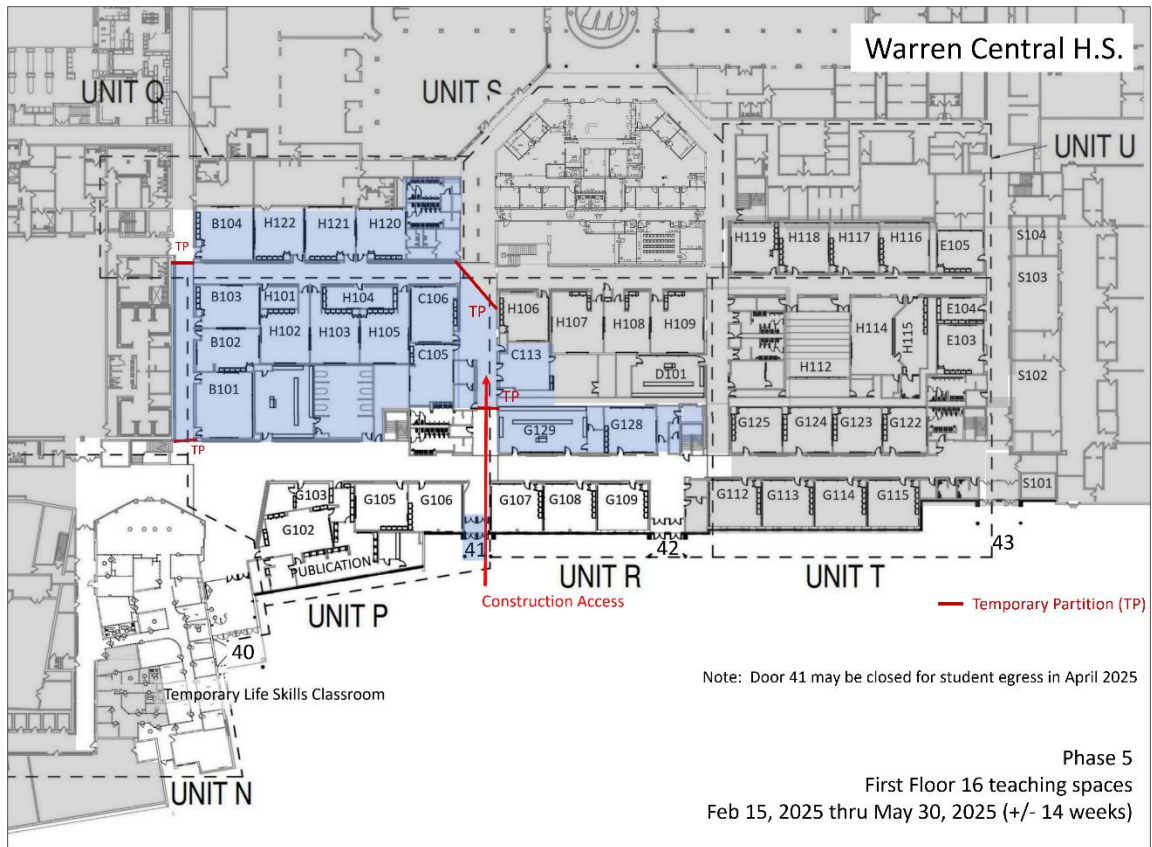 Warren Central H.S.
UNIT Q
UNIT S
UNIT U
B104
H122
H121
H120
H119
H118
H117
H116
E105
S104
TP
TP
S103
B103
H101
H104
C106
H106
H107
H108
H109
H114
H115
E104
E103
H102
H103
H105
B102
C105
C113
D101
H112
S102
B101
TP
TP
G129
G128
G125
G124
G123
G122
G103
G105
G106
G107
G108
G109
G112
G113
G114
G115
S101
G102
PUBLICATION
41
42
43
UNIT R
UNIT T
UNIT P
Construction Access
Temporary Partition (TP)
40
Temporary Life Skills Classroom
Note: Door 41 may be closed for student egress in April 2025
UNIT N
Phase 5
First Floor 16 teaching spaces
Feb 15, 2025 thru May 30, 2025 (+/- 14 weeks)